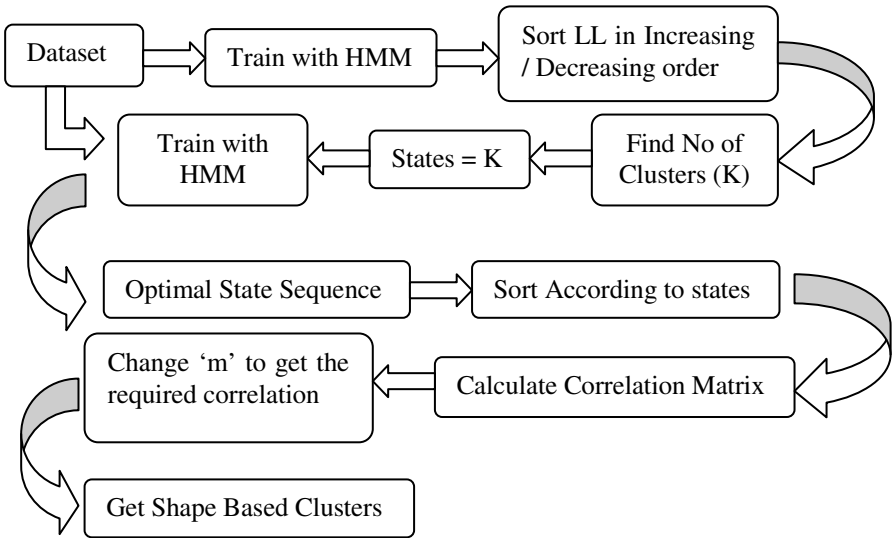 Dataset
Train with HMM
Sort LL in Increasing
/ Decreasing order
Train with
HMM
States = K
Find No of
Clusters (K)
Optimal State Sequence
Sort According to states
Change ‘m’ to get the
required correlation
Calculate Correlation Matrix
Get Shape Based Clusters